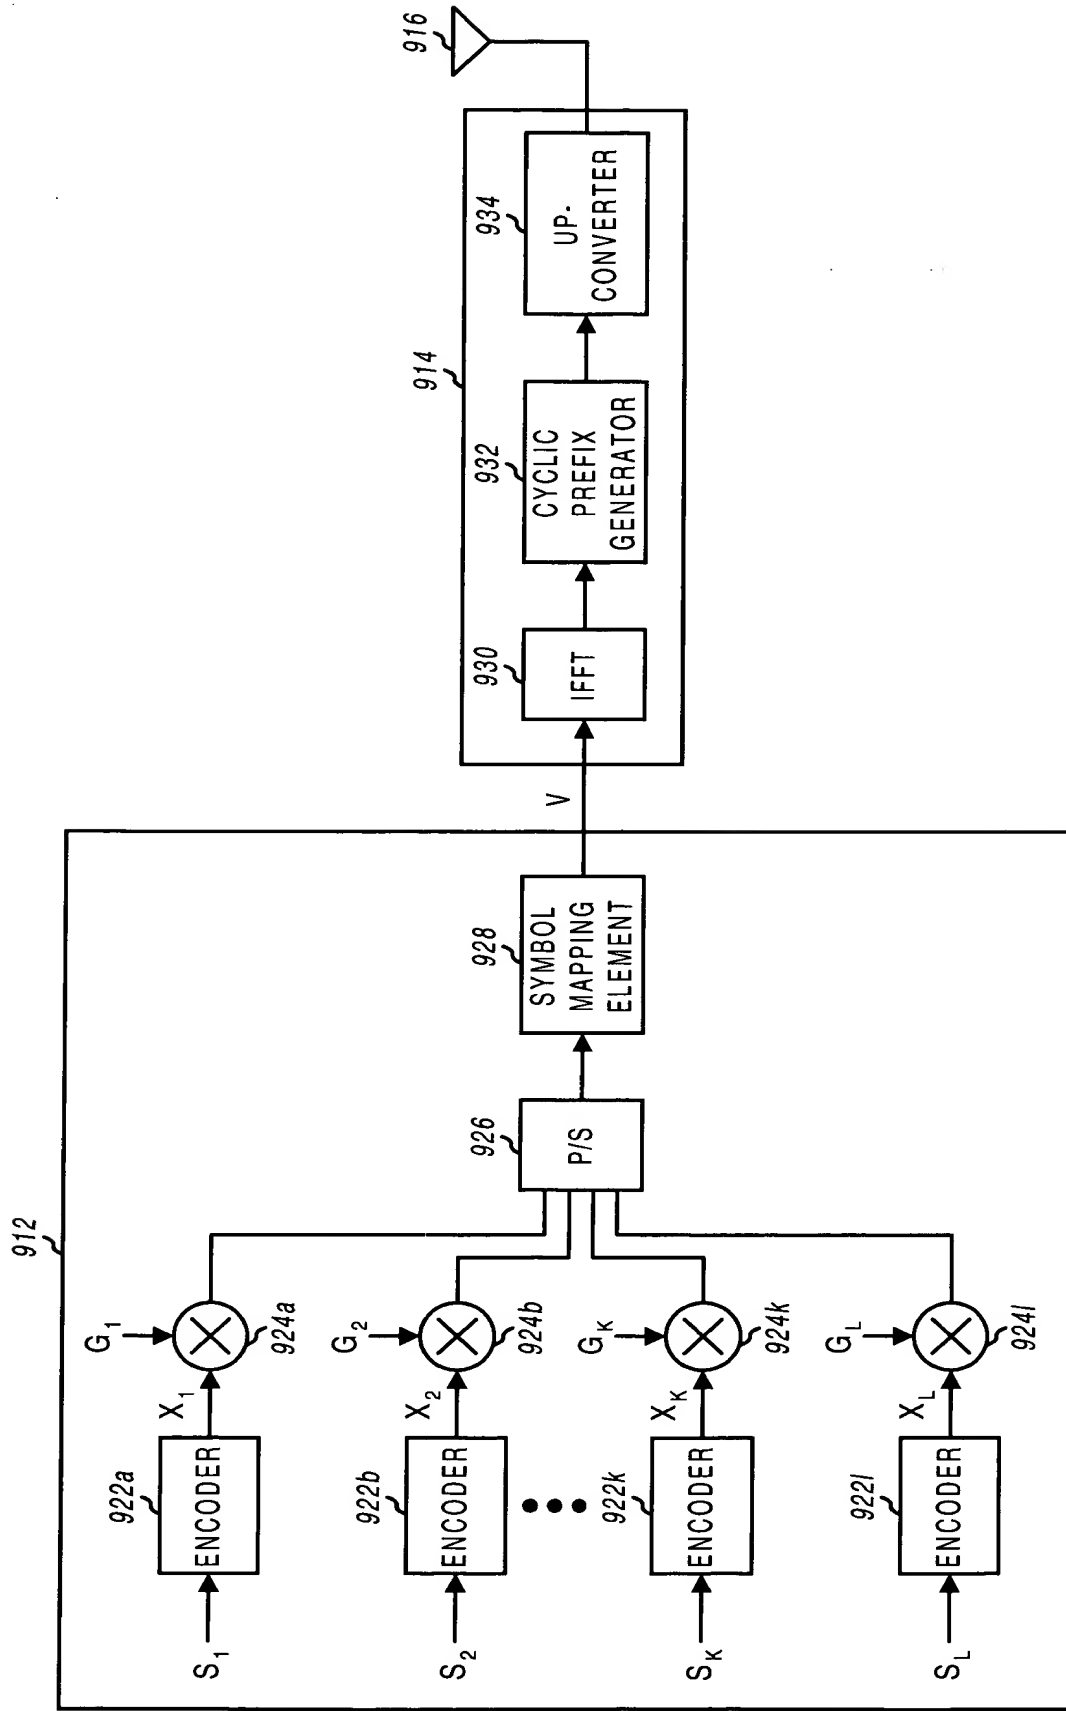 912
S1
922a
ENCODER
X1
G1
924a
S2
922b
ENCODER
X2
G2
924b
SK
922k
ENCODER
XK
GK
924k
SL
922l
ENCODER
XL
GL
924l
926
P/S
928
SYMBOL
MAPPING
ELEMENT
V
914
930
IFFT
932
CYCLIC
PREFIX
GENERATOR
934
UP-
CONVERTER
916